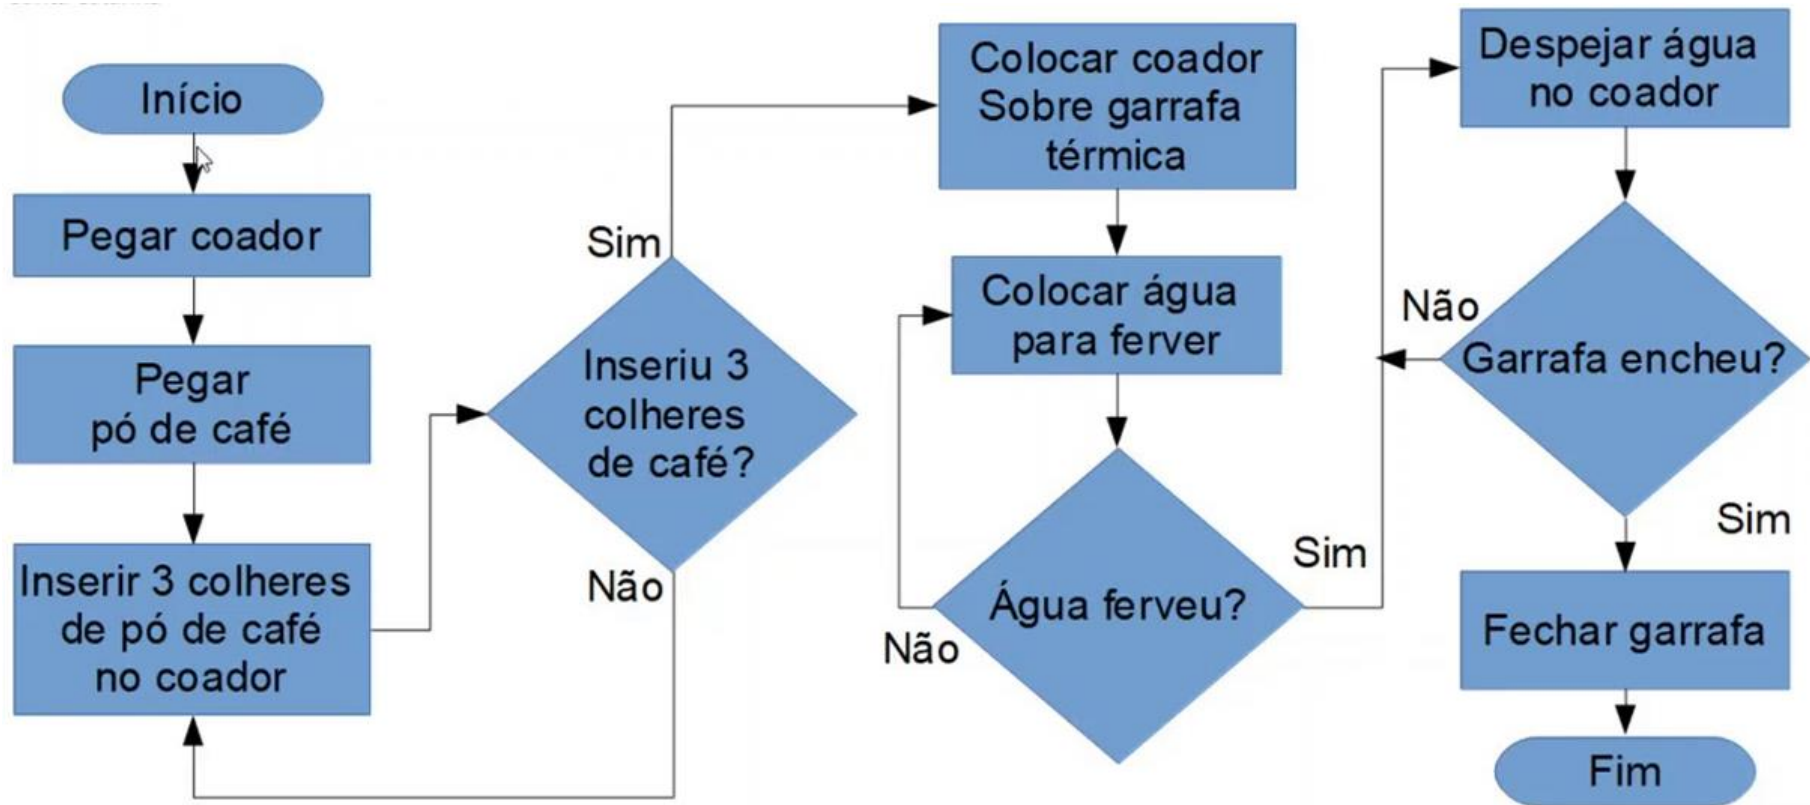 Início
Pegar coador
Pegar
pó de café
Inserir 3 colheres
de pó de café
no coador
Sim
Inseriu 3
colheres
de café?
Não
Colocar coador
Sobre garrafa
térmica
Colocar água
para ferver
Água ferveu?
Não
Sim
Despejar água
no coador
Não
Garrafa encheu?
Sim
Fechar garrafa
Fim